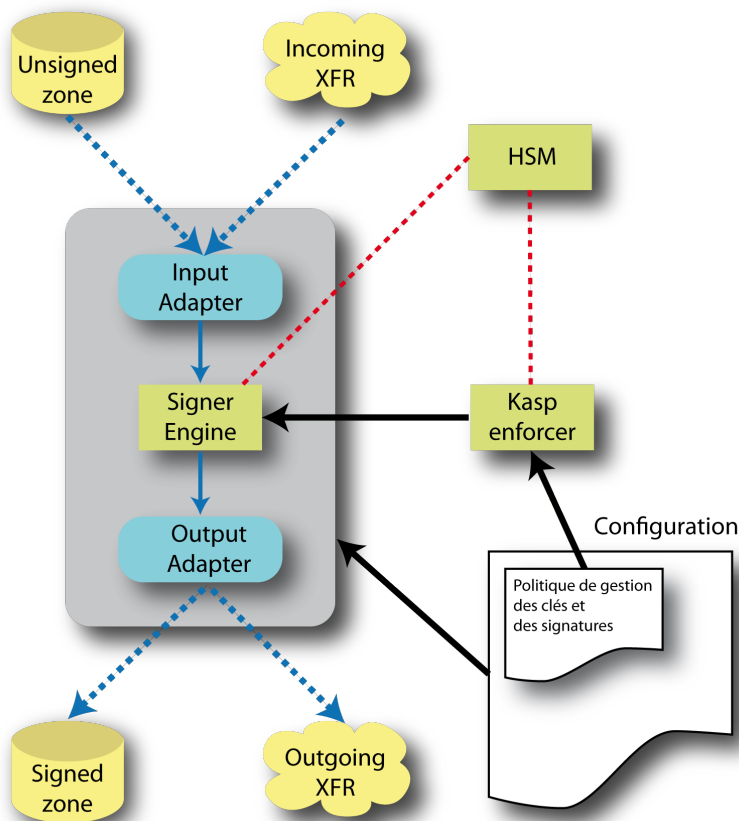 Unsigned
zone
Incoming
XFR
HSM
Input
Adapter
Signer
Engine
Kasp
enforcer
Output
Adapter
Configuration
Politique de gestion
des clés et
des signatures
Signed
zone
Outgoing
XFR